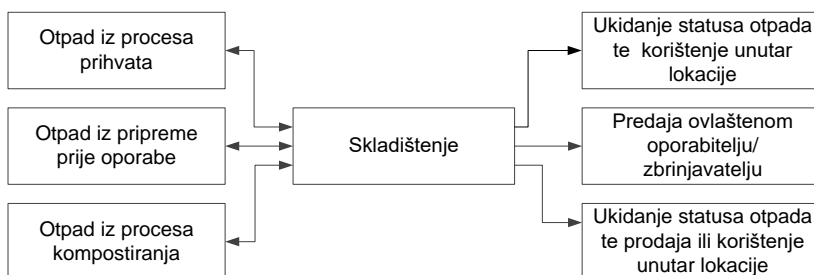 Otpad iz procesa
prihvata
Otpad iz pripreme
prije oporabe
Otpad iz procesa
kompostiranja
Skladištenje
Ukidanje statusa otpada
te  korištenje unutar
lokacije
Predaja ovlaštenom
oporabitelju/
zbrinjavatelju
Ukidanje statusa otpada
te prodaja ili korištenje
unutar lokacije